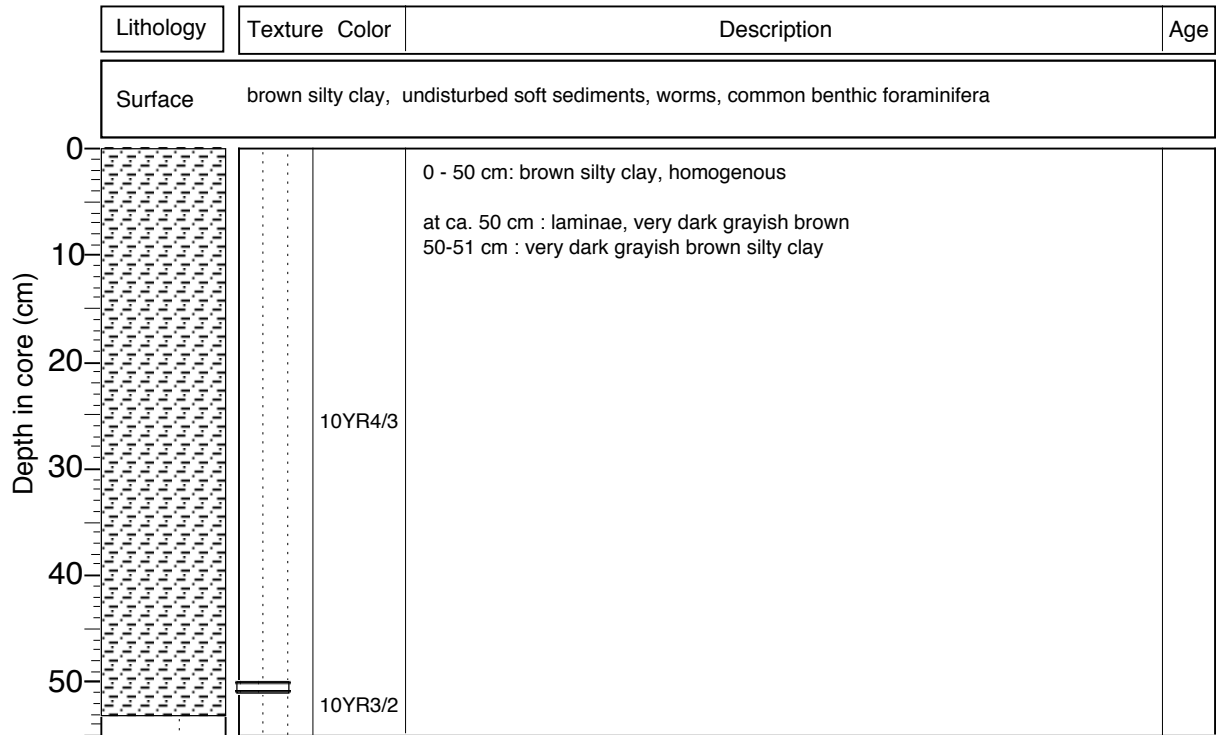 Lithology Texture Color Description Age
Surface brown silty clay, undisturbed soft sediments, worms, common benthic foraminifera
0
0 - 50 cm: brown silty clay, homogenous
at ca. 50 cm : laminae, very dark grayish brown
50-51 cm : very dark grayish brown silty clay
10
Depth in core (cm)
20
10YR4/3
30
40
50
10YR3/2